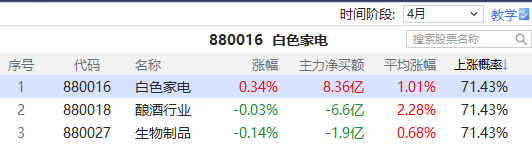 时间阶段: 4月 教学
880016 白色家电 搜索股票名称
序号 代码 名称 涨幅 主力净买额 平均涨幅 上涨概率↓
1 880016 白色家电 0.34% 8.36亿 1.01% 71.43%
2 880018 酿酒行业 -0.03% -6.6亿 2.28% 71.43%
3 880027 生物制品 -0.14% -1.9亿 0.68% 71.43%